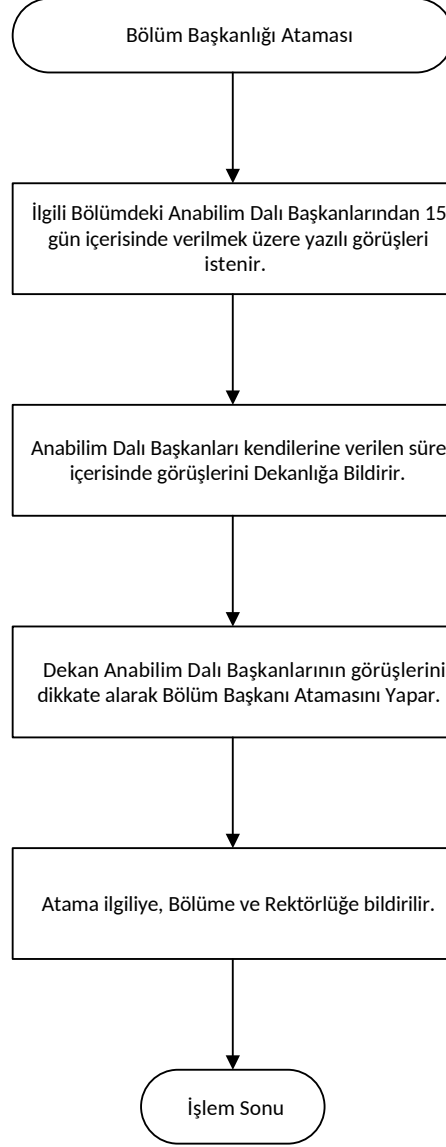 Bölüm Başkanlığı Ataması
İlgili Bölümdeki Anabilim Dalı Başkanlarından 15
gün içerisinde verilmek üzere yazılı görüşleri
istenir.
Anabilim Dalı Başkanları kendilerine verilen süre
içerisinde görüşlerini Dekanlığa Bildirir.
Dekan Anabilim Dalı Başkanlarının görüşlerini
dikkate alarak Bölüm Başkanı Atamasını Yapar.
Atama ilgiliye, Bölüme ve Rektörlüğe bildirilir.
İşlem Sonu